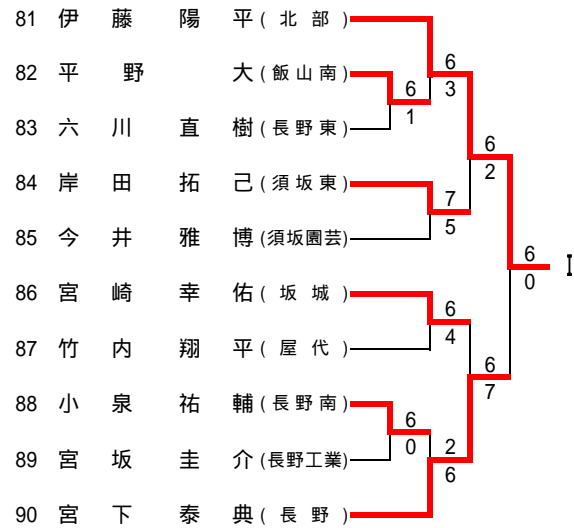 81 伊藤陽平 (北部)
6
82 平野大 (飯山南)
6
3
83 六川直樹 (長野東)
1
6
84 岸田拓己 (須坂東)
2
7
85 今井雅博 (須坂園芸)
5
6
I
86 宮崎幸佑 (坂城)
0
6
87 竹内翔平 (屋代)
4
6
88 小泉祐輔 (長野南)
7
6
89 宮坂圭介 (長野工業)
0
2
90 宮下泰典 (長野)
6